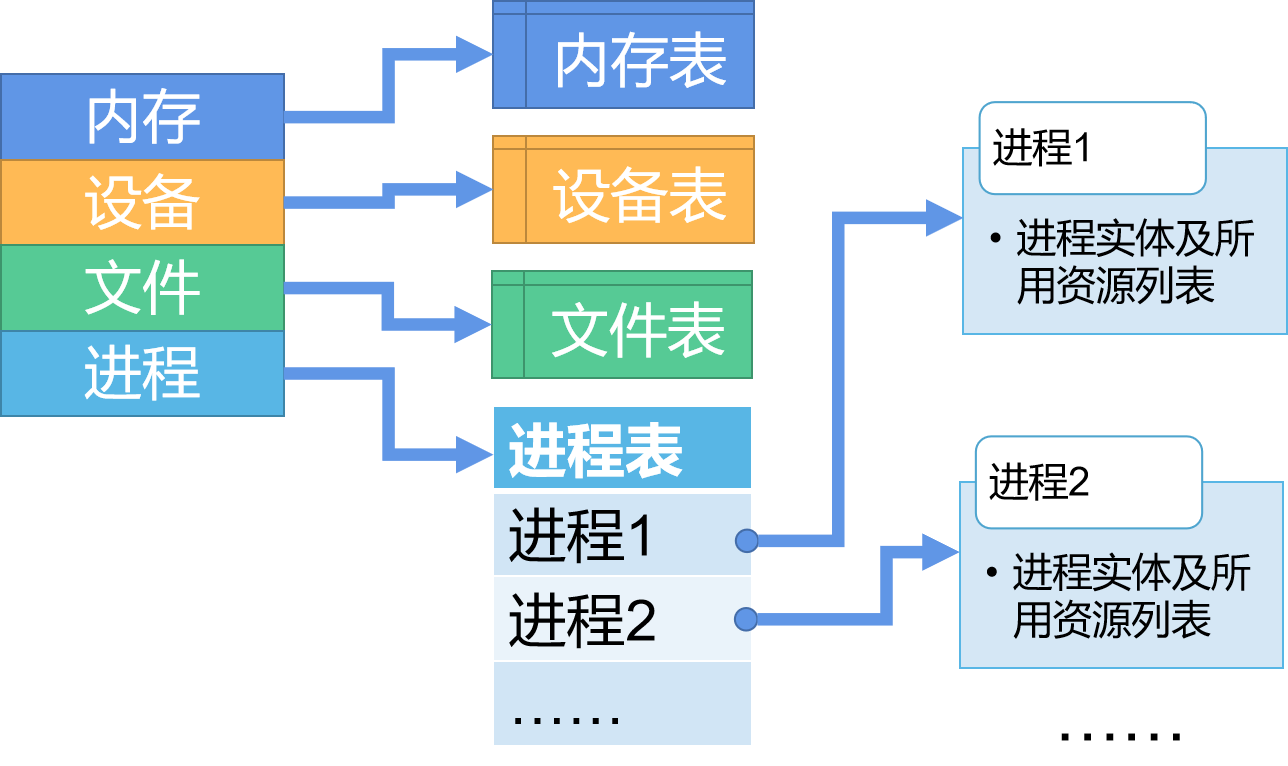 内存
设备
文件
进程
内存表
设备表
文件表
进程表
进程1
进程2
……
进程1
• 进程实体及所
用资源列表
进程2
• 进程实体及所
用资源列表
……